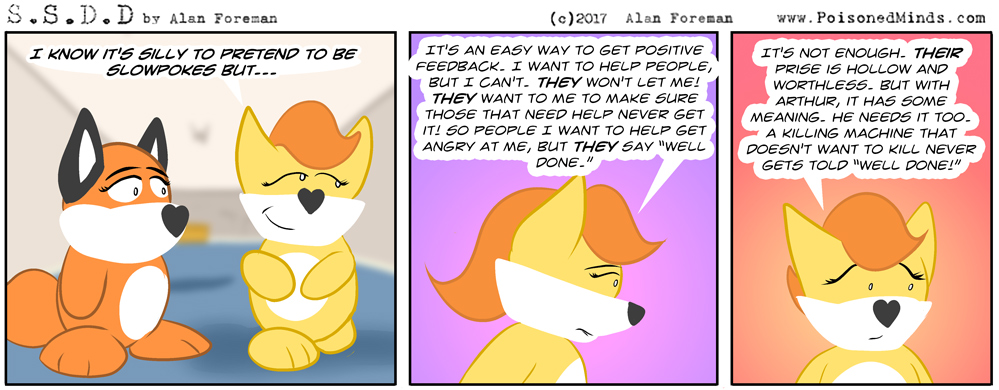 S.S.D.D by Alan Foreman (c)2017 Alan Foreman www.PoisonedMinds.com
I KNOW IT'S SILLY TO PRETEND TO BE
SLOWPOKES BUT...
IT'S AN EASY WAY TO GET POSITIVE
FEEDBACK. I WANT TO HELP PEOPLE,
BUT I CAN'T. THEY WON'T LET ME!
THEY WANT TO ME TO MAKE SURE
THOSE THAT NEED HELP NEVER GET
IT! SO PEOPLE I WANT TO HELP GET
ANGRY AT ME, BUT THEY SAY "WELL
DONE."
IT'S NOT ENOUGH. THEIR
PRISE IS HOLLOW AND
WORTHLESS. BUT WITH
ARTHUR, IT HAS SOME
MEANING. HE NEEDS IT TOO.
A KILLING MACHINE THAT
DOESN'T WANT TO KILL NEVER
GETS TOLD "WELL DONE!"